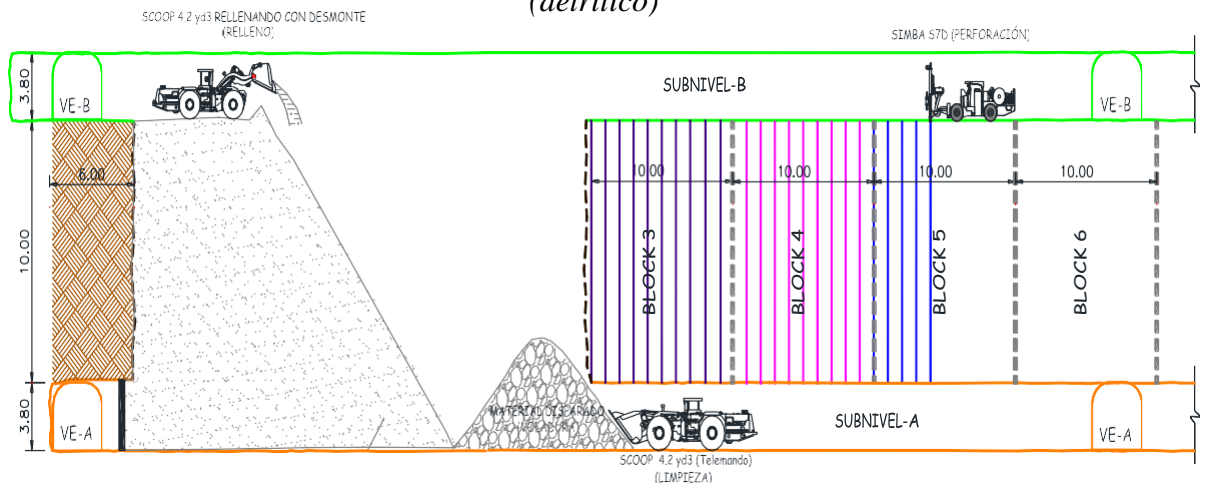 (detrítico)
SCOOP 4.2 yd3 RELLENANDO CON DESMONTE
(RELLENO)
SIMBA S7D (PERFORACIÓN)
3.80
VE-B
SUBNIVEL-B
VE-B
6.00
10.00
10.00
10.00
10.00
10.00
BLOCK 3
BLOCK 4
BLOCK 5
BLOCK 6
3.80
VE-A
MATERIAL DISPARADO
SUBNIVEL-A
VE-A
SCOOP 4.2 yd3 (Telemando)
(LIMPIEZA)